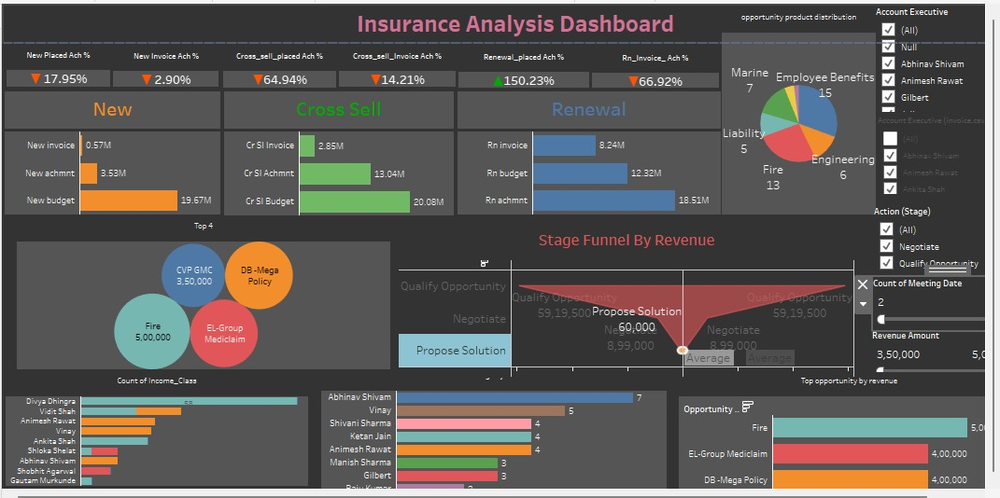 Insurance Analysis Dashboard
opportunity product distribution
Account Executive
(All)
Null
Abhinav Shivam
Animesh Rawat
Gilbert
Account Executive (invoice.csv
(All)
Abhinav Shivam
Animesh Rawat
Ankita Shah
Action (Stage)
(All)
Negotiate
Qualify Opportunity
Count of Meeting Date
2
Revenue Amount
3,50,000 5,0
New Placed Ach %
17.95%
New Invoice Ach %
2.90%
Cross_sell_placed Ach %
64.94%
Cross_sell_Invoice Ach %
14.21%
Renewal_placed Ach %
150.23%
Rn_Invoice_ Ach %
66.92%
New
New invoice 0.57M
New achmnt 3.53M
New budget 19.67M
Cross Sell
Cr Sl Invoice 2.85M
Cr Sl Achmnt 13.04M
Cr Sl Budget 20.08M
Renewal
Rn invoice 8.24M
Rn budget 12.32M
Rn achmnt 18.51M
Marine
7
Employee Benefits
15
Liability
5
Engineering
6
Fire
13
Top 4
CVP GMC
3,50,000
DB -Mega
Policy
Fire
5,00,000
EL-Group
Mediclaim
Stage Funnel By Revenue
Qualify Opportunity
Negotiate
Propose Solution
Qualify Opportunity
59,19,500
Qualify Opportunity
59,19,500
Propose Solution
60,000
Negotiate
8,99,000
Negotiate
8,99,000
Average
Average
Count of Income_Class
Divya Dhingra
Vidit Shah
Animesh Rawat
Vinay
Ankita Shah
Shloka Shelat
Abhinav Shivam
Shobhit Agarwal
Gautam Murkunde
Abhinav Shivam 7
Vinay 5
Shivani Sharma 4
Ketan Jain 4
Animesh Rawat 4
Manish Sharma 3
Gilbert 3
Raju Kumar 2
Top opportunity by revenue
Opportunity ..
Fire 5,0
EL-Group Mediclaim 4,00,000
DB -Mega Policy 4,00,000